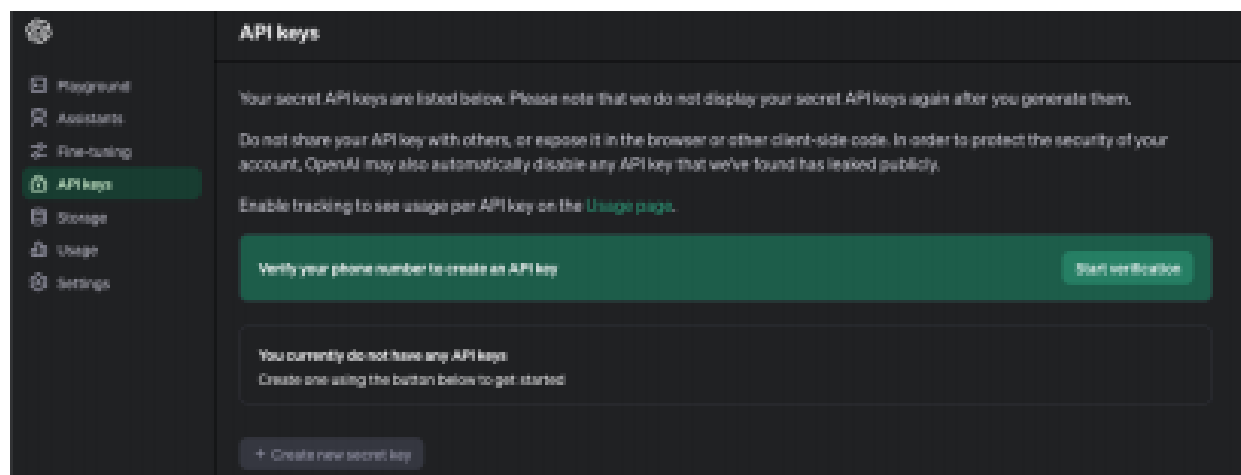 API keys
Playground
Assistants
Fine-tuning
API keys
Storage
Usage
Settings
Your secret API keys are listed below. Please note that we do not display your secret API keys again after you generate them.
Do not share your API key with others, or expose it in the browser or other client-side code. In order to protect the security of your
account, OpenAI may also automatically disable any API key that we've found has leaked publicly.
Enable tracking to see usage per API key on the Usage page.
Verify your phone number to create an API key
Start verification
You currently do not have any API keys
Create one using the button below to get started
+ Create new secret key